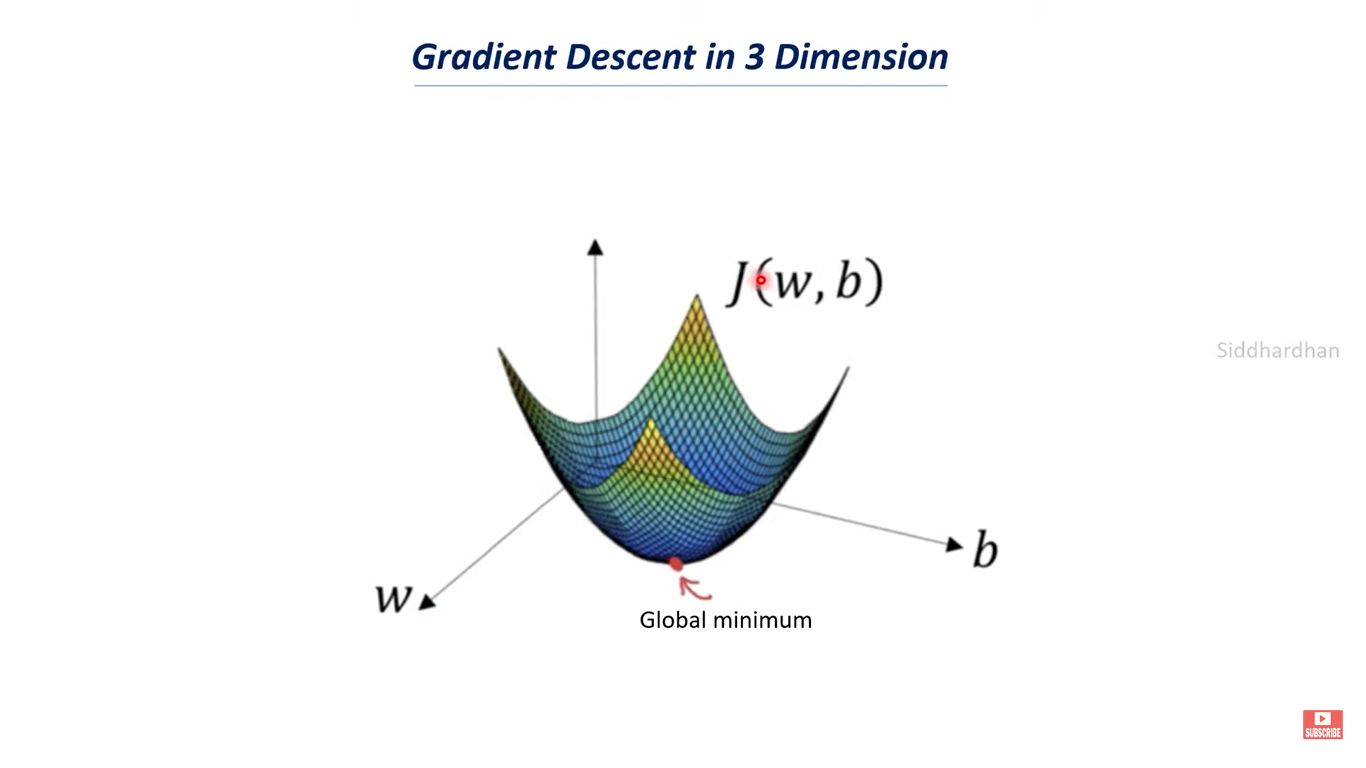 Gradient Descent in 3 Dimension
J(w, b)
Siddhardhan
b
w
Global minimum
SUBSCRIBE